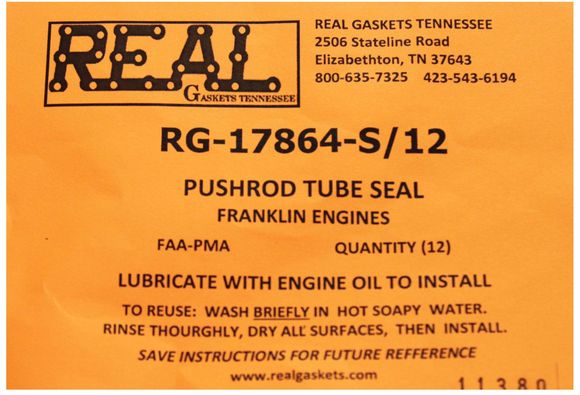 REAL
GASKETS TENNESSEE
REAL GASKETS TENNESSEE
2506 Stateline Road
Elizabethton, TN 37643
800-635-7325 423-543-6194
RG-17864-S/12
PUSHROD TUBE SEAL
FRANKLIN ENGINES
FAA-PMA QUANTITY (12)
LUBRICATE WITH ENGINE OIL TO INSTALL
TO REUSE: WASH BRIEFLY IN HOT SOAPY WATER.
RINSE THOURGHLY, DRY ALL SURFACES, THEN INSTALL.
SAVE INSTRUCTIONS FOR FUTURE REFFERENCE
www.realgaskets.com
11380